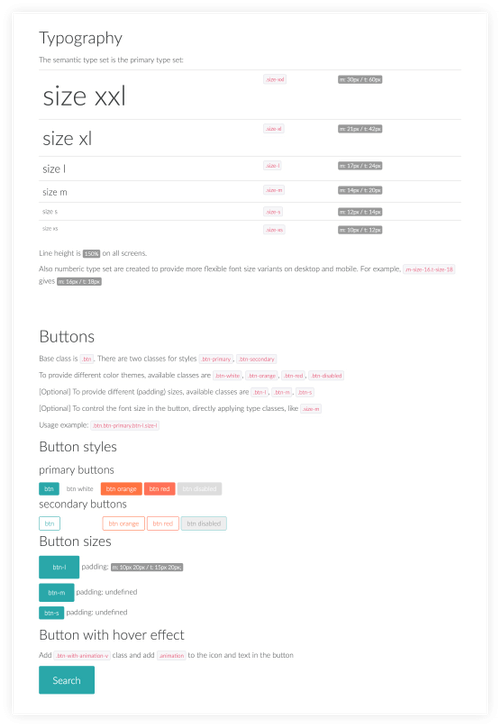 Typography
The semantic type set is the primary type set:
size xxl .size-xxl m: 30px / t: 60px
size xl .size-xl m: 21px / t: 42px
size l .size-l m: 17px / t: 24px
size m .size-m m: 14px / t: 20px
size s .size-s m: 12px / t: 14px
size xs .size-xs m: 10px / t: 12px
Line height is 150% on all screens.
Also numberic type set are created to provide more flexible font size variants on desktop and mobile. For example, .m-size-16.t-size-18
gives m: 16px / t: 18px
Buttons
Base class is .btn , There are two classes for styles .btn-primary , .btn-secondary
To provide different color themes, available classes are .btn-white , .btn-orange , .btn-red , .btn-disabled
[Optional] To provide different (padding) sizes, available classes are .btn-l , .btn-m , .btn-s
[Optional] To control the font size in the button, directly applying type classes, like .size-m
Usage example: .btn.btn-primary.btn-l.size-l
Button styles
primary buttons
btn btn white btn orange btn red btn disabled
secondary buttons
btn btn orange btn red btn disabled
Button sizes
btn-l padding: m: 10px 20px / t: 15px 20px;
btn-m padding: undefined
btn-s padding: undefined
Button with hover effect
Add .btn-with-animation-v class and add .animation to the icon and text in the button
Search